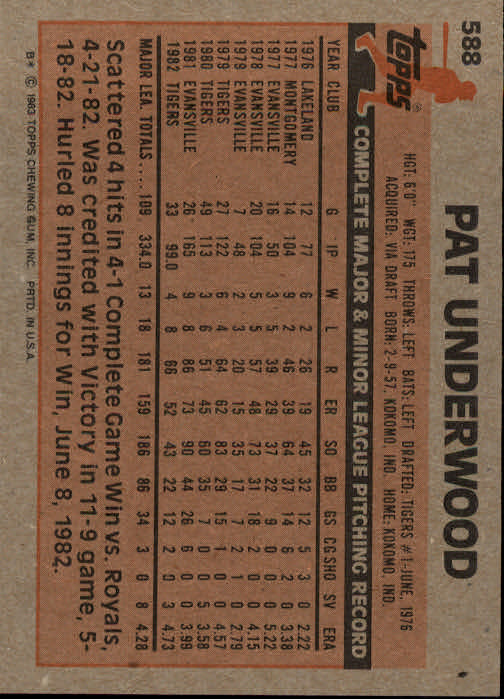 588
PAT UNDERWOOD
Topps®
HGT: 6'0" WGT: 175 THROWS: LEFT BATS: LEFT DRAFTED: TIGERS #1-JUNE, 1976
ACQUIRED: VIA DRAFT BORN: 2-9-57, KOKOMO, IND. HOME: KOKOMO, IND.
COMPLETE MAJOR & MINOR LEAGUE PITCHING RECORD
YEAR CLUB G IP W L R ER SO BB GS CG SHO SV ERA
1976 LAKELAND 12 77 6 2 26 19 45 32 12 5 3 0 2.22
1977 MONTGOMERY 14 104 9 2 46 39 64 37 14 6 2 0 3.38
1977 EVANSVILLE 16 50 3 5 39 29 37 22 9 0 0 0 5.22
1978 EVANSVILLE 20 104 5 5 57 48 73 31 18 2 0 0 4.15
1979 EVANSVILLE 7 48 2 3 20 15 35 17 7 2 1 0 2.79
1979 TIGERS 27 122 6 4 64 62 83 29 15 1 0 0 4.57
1980 TIGERS 49 113 3 6 51 45 60 35 7 0 0 5 3.58
1981 EVANSVILLE 26 165 9 8 86 73 90 44 26 6 0 0 3.99
1982 TIGERS 33 99.0 4 8 66 52 43 22 12 2 0 3 4.73
MAJOR LEA. TOTALS.... 109 334.0 13 18 181 159 186 86 34 3 0 8 4.28
Scattered 4 hits in 4-1 Complete Game Win vs. Royals,
4-21-82. Was credited with Victory in 11-9 game, 5-
18-82. Hurled 8 innings for Win, June 8, 1982.
B* © 1983 TOPPS CHEWING GUM, INC. PRTD. IN U.S.A.